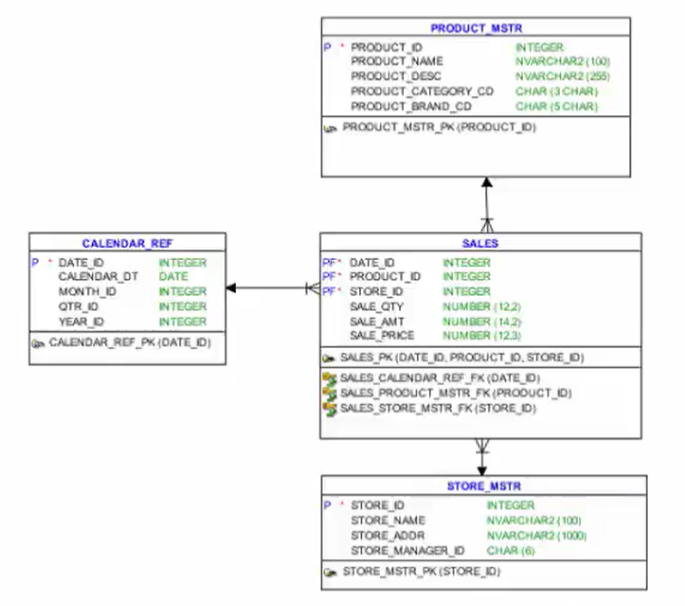 PRODUCT_MSTR
P * PRODUCT_ID INTEGER
PRODUCT_NAME NVARCHAR2 (100)
PRODUCT_DESC NVARCHAR2 (255)
PRODUCT_CATEGORY_CD CHAR (3 CHAR)
PRODUCT_BRAND_CD CHAR (5 CHAR)
PRODUCT_MSTR_PK (PRODUCT_ID)
CALENDAR_REF
P * DATE_ID INTEGER
CALENDAR_DT DATE
MONTH_ID INTEGER
QTR_ID INTEGER
YEAR_ID INTEGER
CALENDAR_REF_PK (DATE_ID)
SALES
PF* DATE_ID INTEGER
PF* PRODUCT_ID INTEGER
PF* STORE_ID INTEGER
SALE_QTY NUMBER (12,2)
SALE_AMT NUMBER (14,2)
SALE_PRICE NUMBER (12,3)
SALES_PK (DATE_ID, PRODUCT_ID, STORE_ID)
SALES_CALENDAR_REF_FK (DATE_ID)
SALES_PRODUCT_MSTR_FK (PRODUCT_ID)
SALES_STORE_MSTR_FK (STORE_ID)
STORE_MSTR
P * STORE_ID INTEGER
STORE_NAME NVARCHAR2 (100)
STORE_ADDR NVARCHAR2 (1000)
STORE_MANAGER_ID CHAR (6)
STORE_MSTR_PK (STORE_ID)